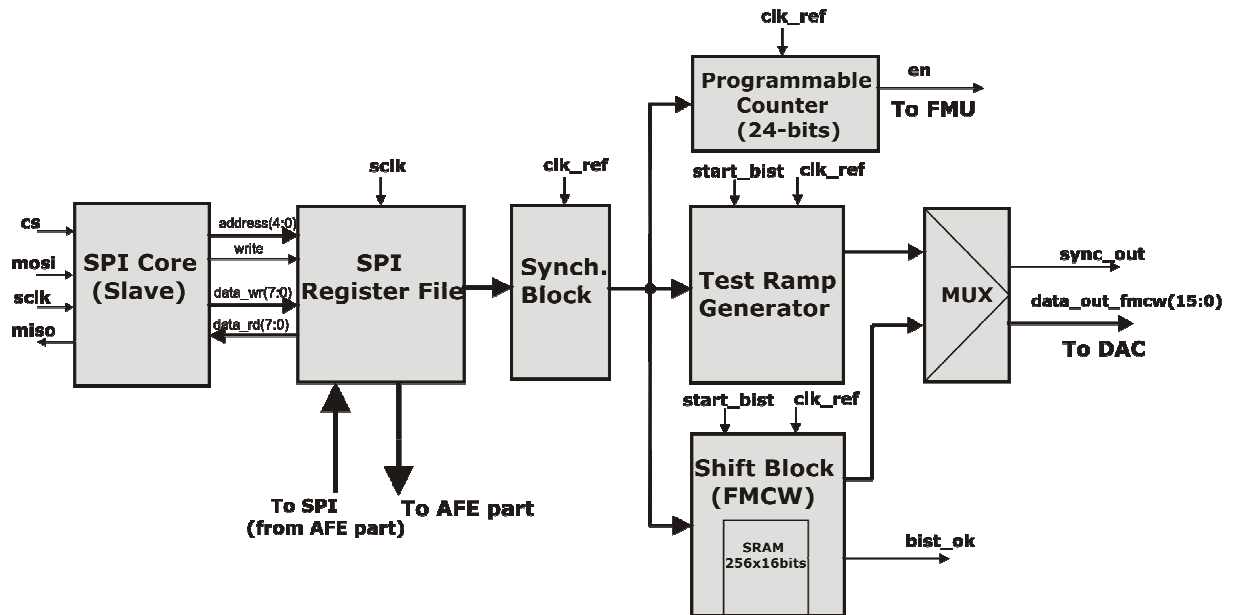 clk_ref
Programmable
Counter
(24-bits)
en
To FMU
sclk
clk_ref
start_bist
clk_ref
cs
mosi
sclk
miso
SPI Core
(Slave)
address(4:0)
write
data_wr(7:0)
data_rd(7:0)
SPI
Register File
Synch.
Block
Test Ramp
Generator
MUX
sync_out
data_out_fmcw(15:0)
To DAC
start_bist
clk_ref
Shift Block
(FMCW)
SRAM
256x16bits
bist_ok
To SPI
(from AFE part)
To AFE part